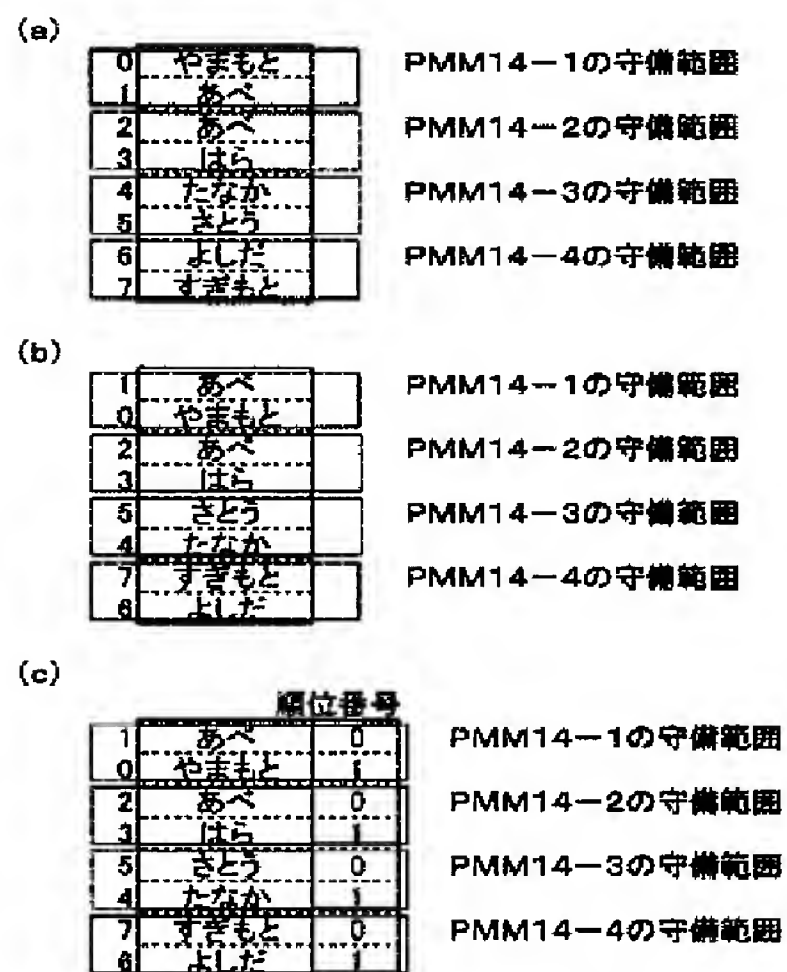 (a)
0 やまもと PMM14－1の守備範囲
1 あべ
2 あべ PMM14－2の守備範囲
3 はら
4 たなか PMM14－3の守備範囲
5 さとう
6 よしだ PMM14－4の守備範囲
7 すぎもと
(b)
1 あべ PMM14－1の守備範囲
0 やまもと
2 あべ PMM14－2の守備範囲
3 はら
5 さとう PMM14－3の守備範囲
4 たなか
7 すぎもと PMM14－4の守備範囲
6 よしだ
(c)
順位番号
1 あべ 0 PMM14－1の守備範囲
0 やまもと 1
2 あべ 0 PMM14－2の守備範囲
3 はら 1
5 さとう 0 PMM14－3の守備範囲
4 たなか 1
7 すぎもと 0 PMM14－4の守備範囲
6 よしだ 1